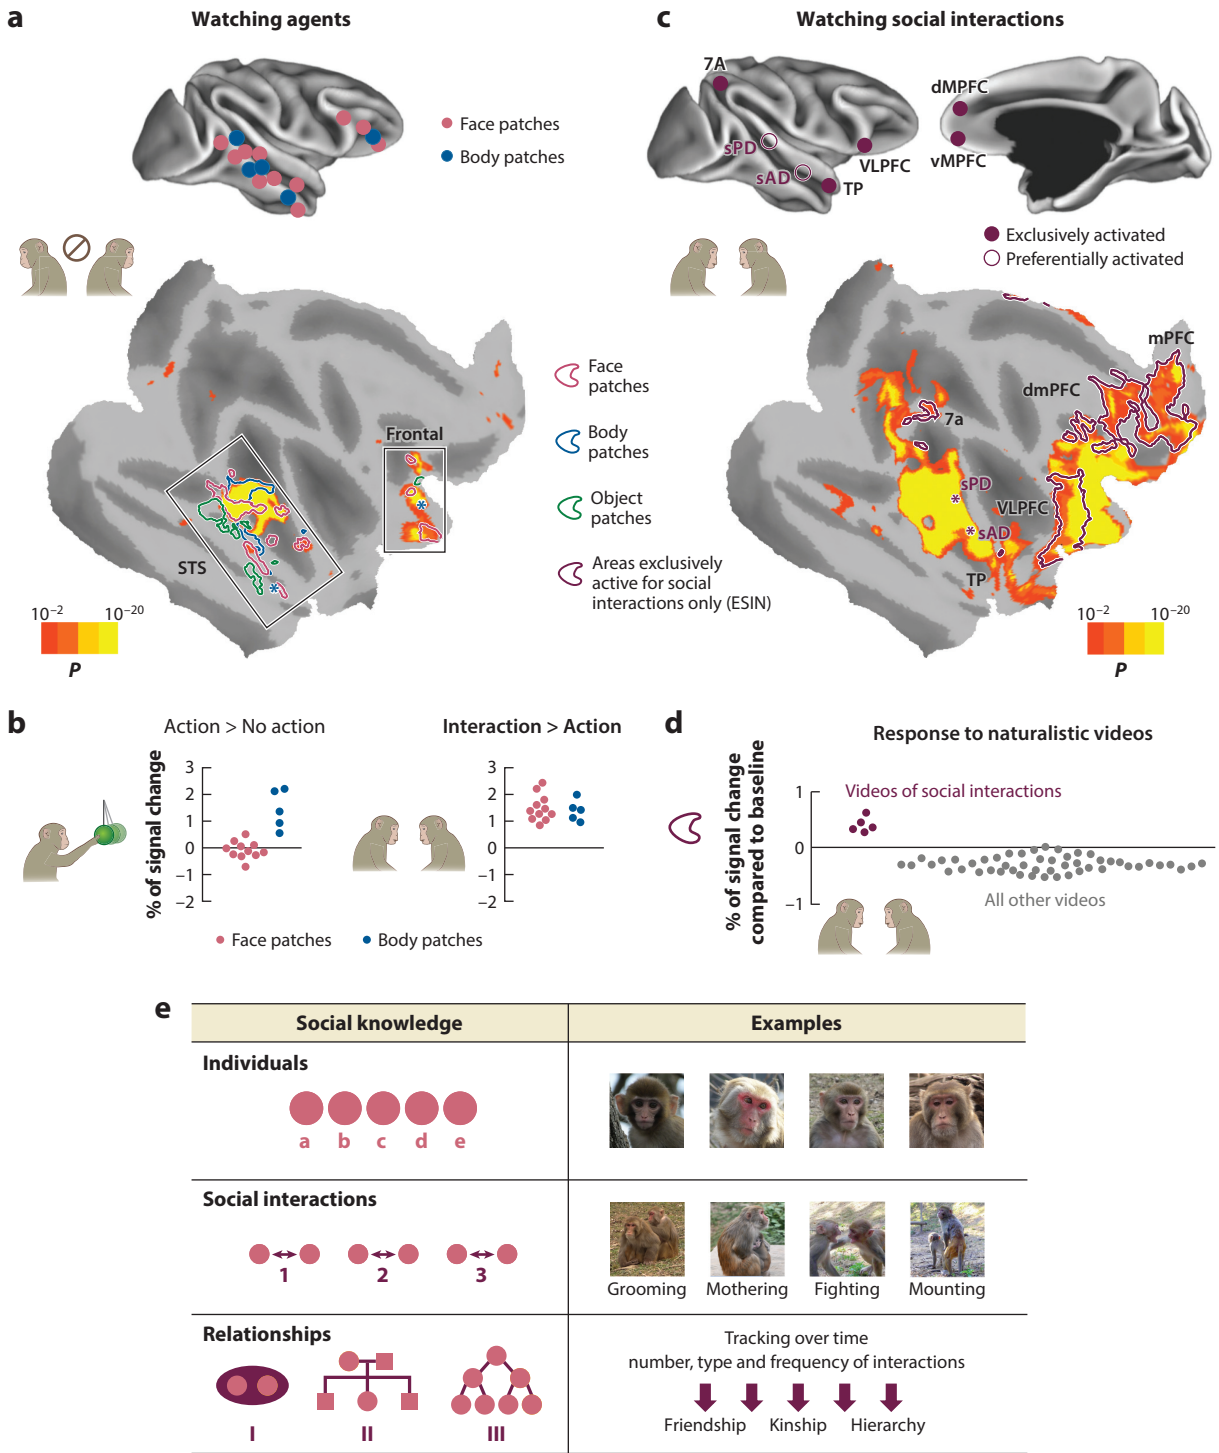 a
Watching agents
Face patches
Body patches
Face
patches
Body
patches
Object
patches
Areas exclusively
active for social
interactions only (ESIN)
Frontal
STS
*
*
10–2
10–20
P
c
Watching social interactions
7A
sPD
sAD
TP
VLPFC
dMPFC
vMPFC
Exclusively activated
Preferentially activated
mPFC
dmPFC
7a
sPD
*
VLPFC
*
sAD
TP
10–2
10–20
P
b
Action > No action
% of signal change
3
2
1
0
–1
–2
Interaction > Action
3
2
1
0
–1
–2
Face patches
Body patches
d
Response to naturalistic videos
% of signal change
compared to baseline
1
0
–1
Videos of social interactions
All other videos
e
Social knowledge
Examples
Individuals
a b c d e
Social interactions
1 2 3
Grooming Mothering Fighting Mounting
Relationships
I II III
Tracking over time
number, type and frequency of interactions
Friendship Kinship Hierarchy